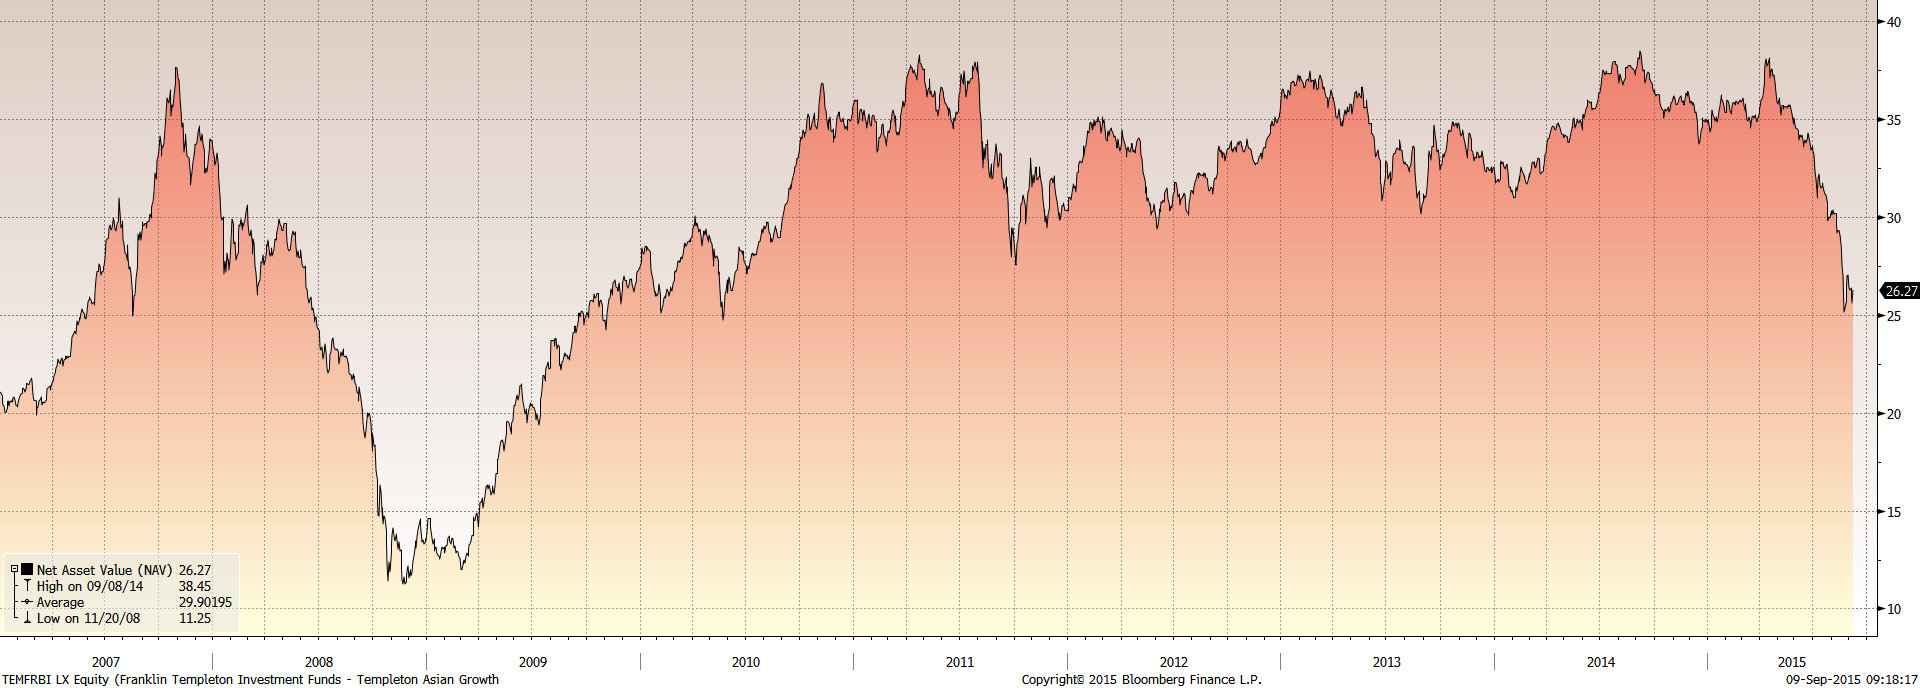 40
35
30
26.27
25
20
15
10
Net Asset Value (NAV) 26.27
High on 09/08/14 38.45
Average 29.90195
Low on 11/20/08 11.25
2007 2008 2009 2010 2011 2012 2013 2014 2015
TEMFRBI LX Equity (Franklin Templeton Investment Funds - Templeton Asian Growth Copyright© 2015 Bloomberg Finance L.P. 09-Sep-2015 09:18:17